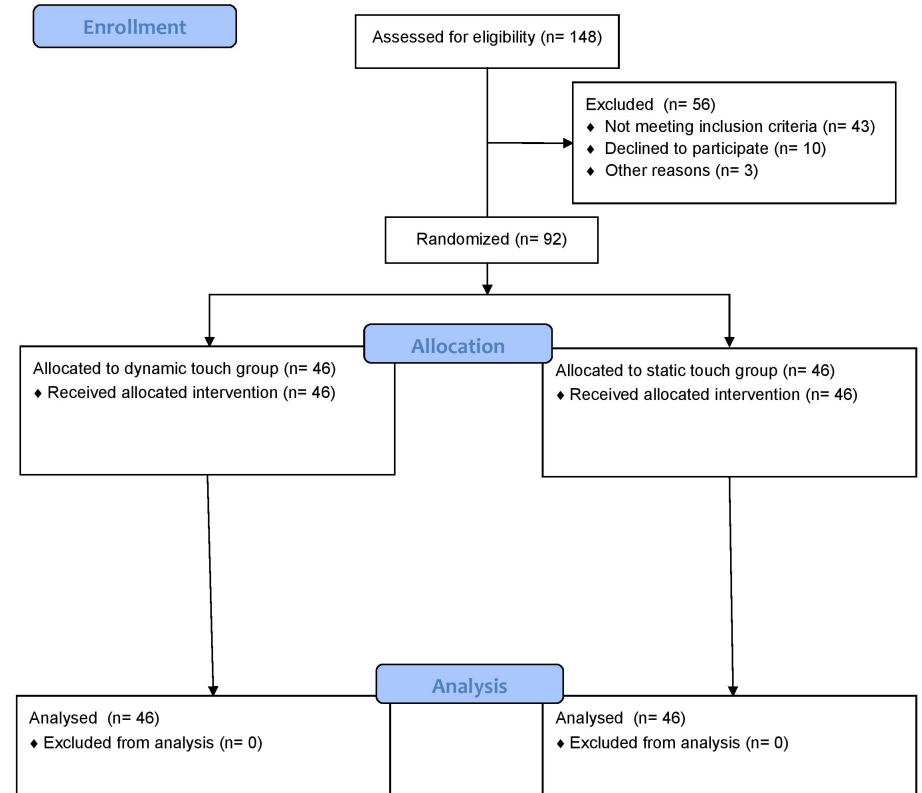 Enrollment
Assessed for eligibility (n= 148)
Excluded (n= 56)
♦ Not meeting inclusion criteria (n= 43)
♦ Declined to participate (n= 10)
♦ Other reasons (n= 3)
Randomized (n= 92)
Allocation
Allocated to dynamic touch group (n= 46)
♦ Received allocated intervention (n= 46)
Allocated to static touch group (n= 46)
♦ Received allocated intervention (n= 46)
Analysis
Analysed (n= 46)
♦ Excluded from analysis (n= 0)
Analysed (n= 46)
♦ Excluded from analysis (n= 0)